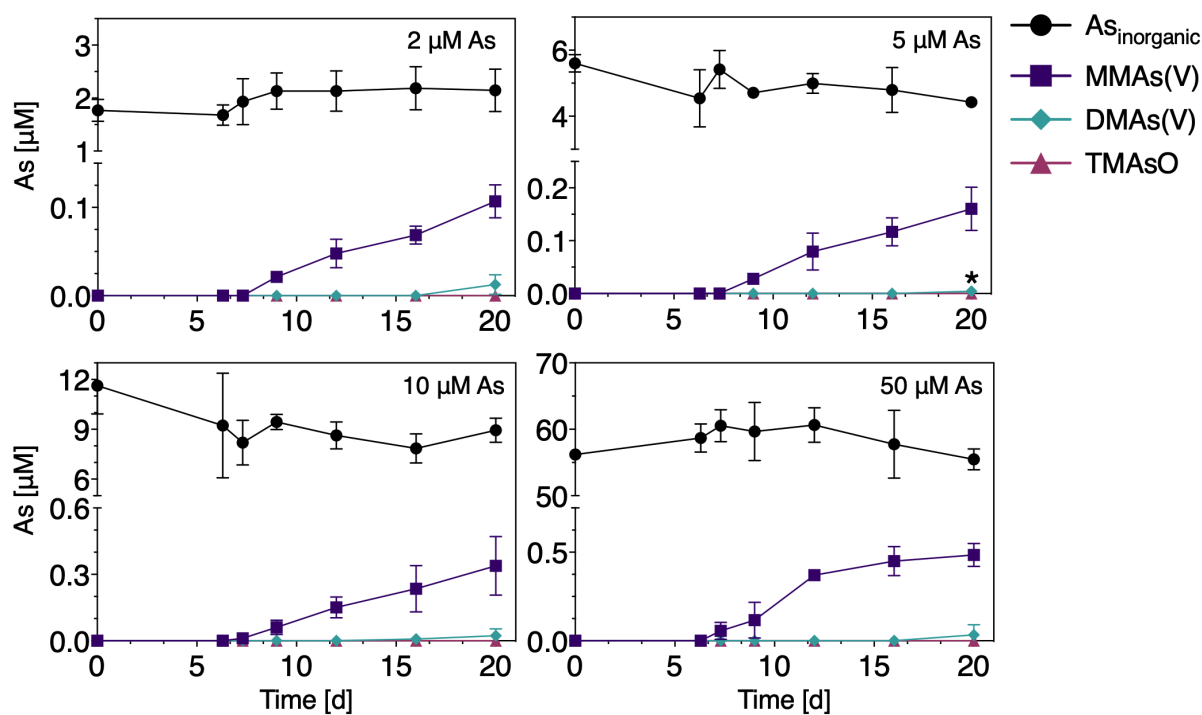 2 µM As
3
2
1
0.1
0.0
0 5 10 15 20
As [µM]
5 µM As
6
4
0.2
0.1
0.0
0 5 10 15 20
As inorganic
MMAs(V)
DMAs(V)
TMAsO
*
10 µM As
12
9
6
0.6
0.3
0.0
0 5 10 15 20
As [µM]
Time [d]
50 µM As
70
60
50
0.5
0.0
0 5 10 15 20
Time [d]